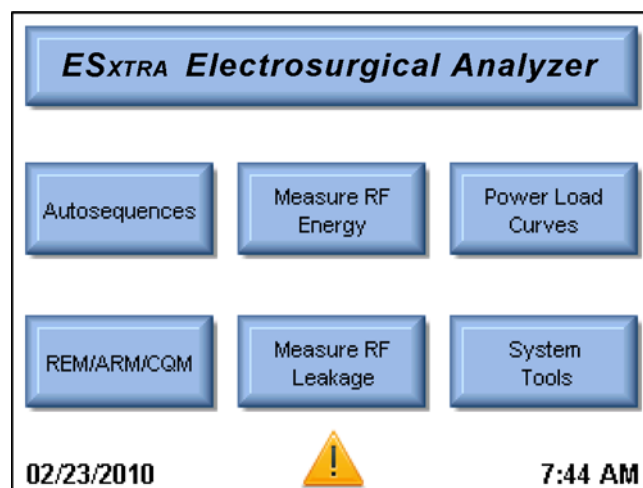 ESXTRA Electrosurgical Analyzer
Autosequences
Measure RF
Energy
Power Load
Curves
REM/ARM/CQM
Measure RF
Leakage
System
Tools
!
02/23/2010
7:44 AM